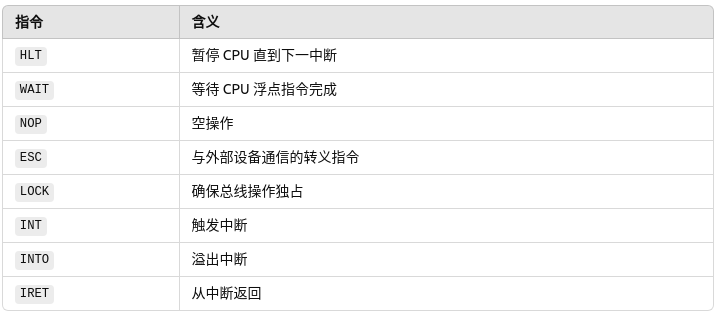 指令 含义
HLT 暂停 CPU 直到下一中断
WAIT 等待 CPU 浮点指令完成
NOP 空操作
ESC 与外部设备通信的转义指令
LOCK 确保总线操作独占
INT 触发中断
INTO 溢出中断
IRET 从中断返回